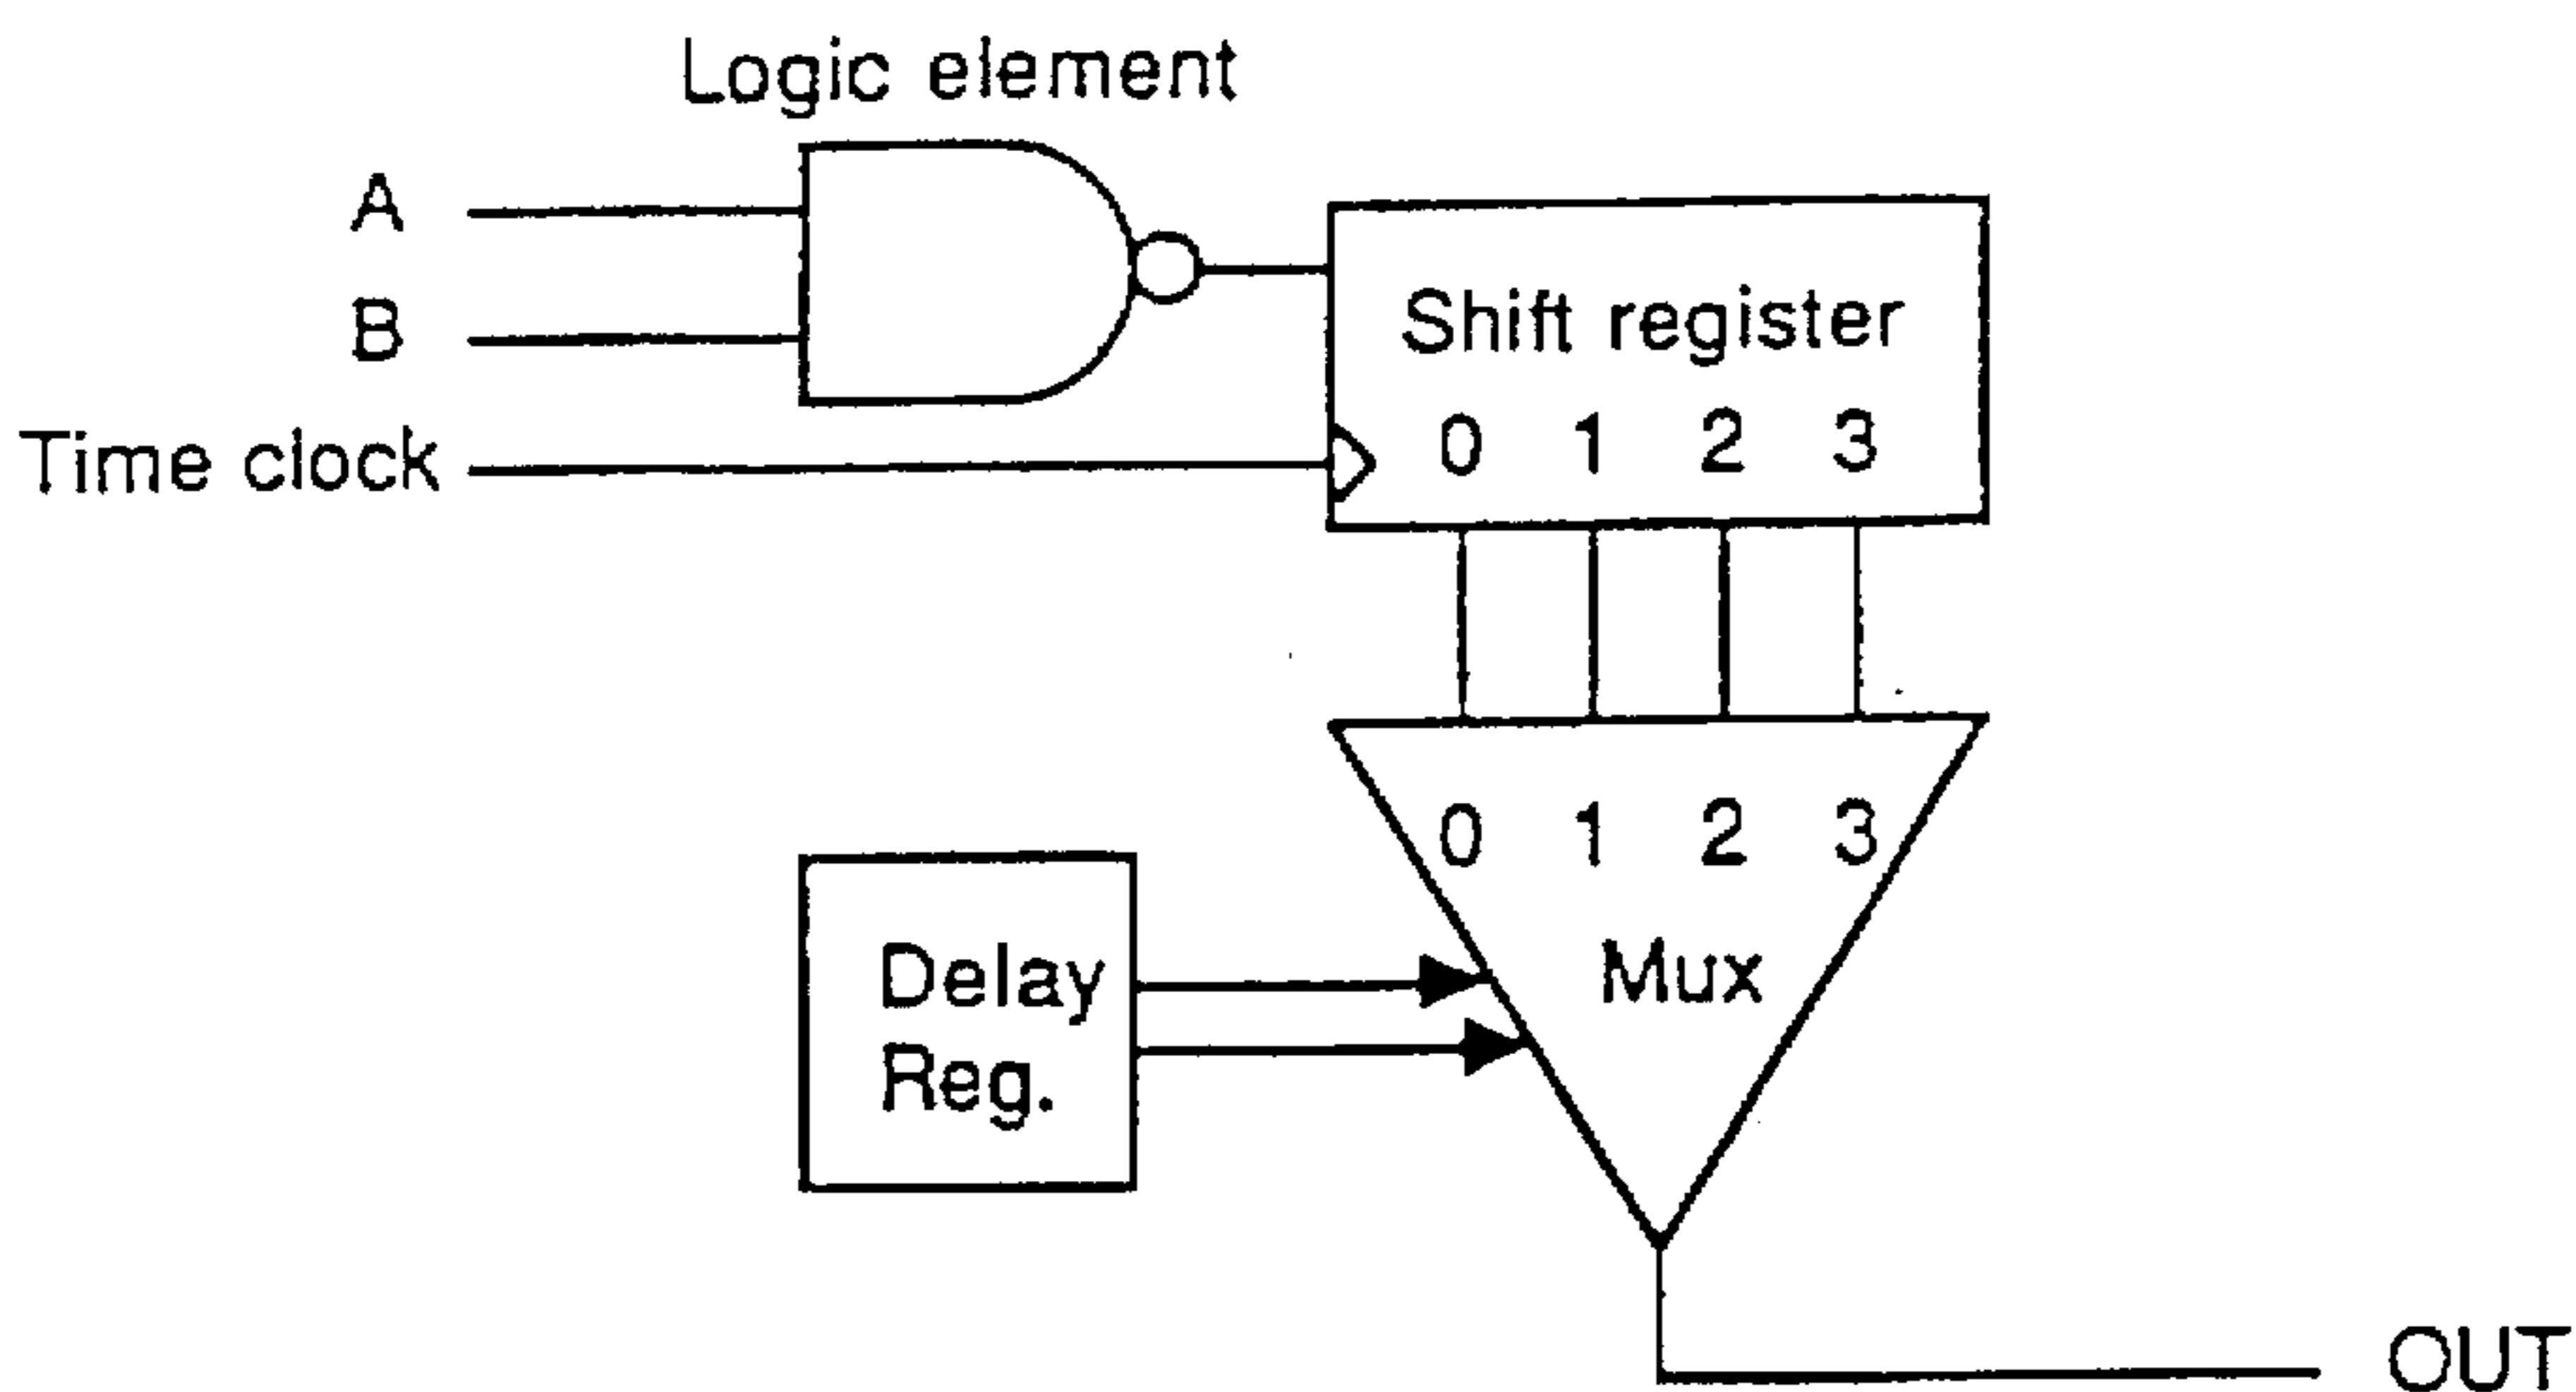 Logic element
A
B
Time clock
Shift register
0 1 2 3
0 1 2 3
Mux
Delay
Reg.
OUT